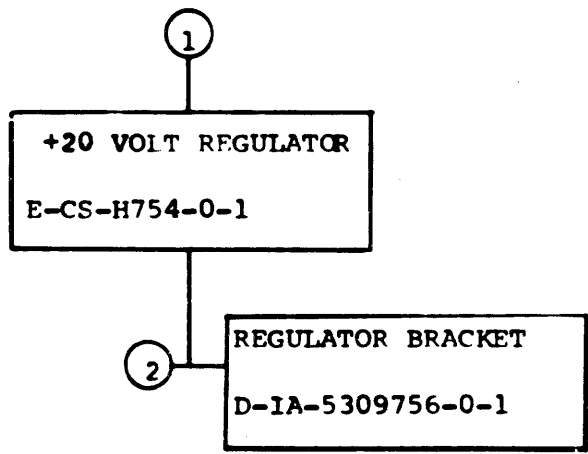 1
+20 VOLT REGULATOR
E-CS-H754-0-1
2
REGULATOR BRACKET
D-IA-5309756-0-1